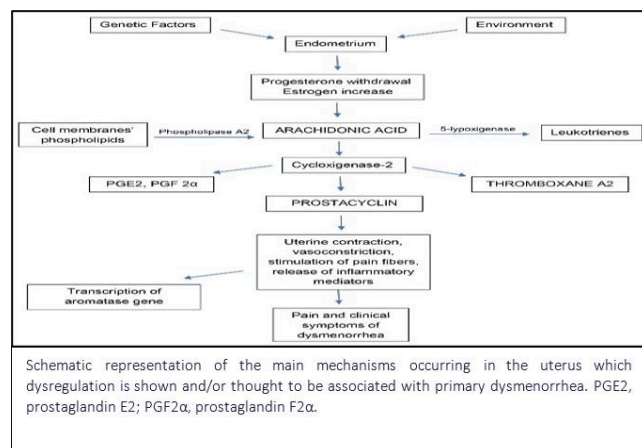 Genetic Factors
Environment
Endometrium
Progesterone withdrawal
Estrogen increase
Cell membranes'
phospholipids
Phospholipase A2
ARACHIDONIC ACID
5-lypoxigenase
Leukotrienes
Cycloxigenase-2
PGE2, PGF 2α
THROMBOXANE A2
PROSTACYCLIN
Uterine contraction,
vasoconstriction,
stimulation of pain fibers,
release of inflammatory
mediators
Transcription of
aromatase gene
Pain and clinical
symptoms of
dysmenorrhea
Schematic representation of the main mechanisms occurring in the uterus which
dysregulation is shown and/or thought to be associated with primary dysmenorrhea. PGE2,
prostaglandin E2; PGF2α, prostaglandin F2α.